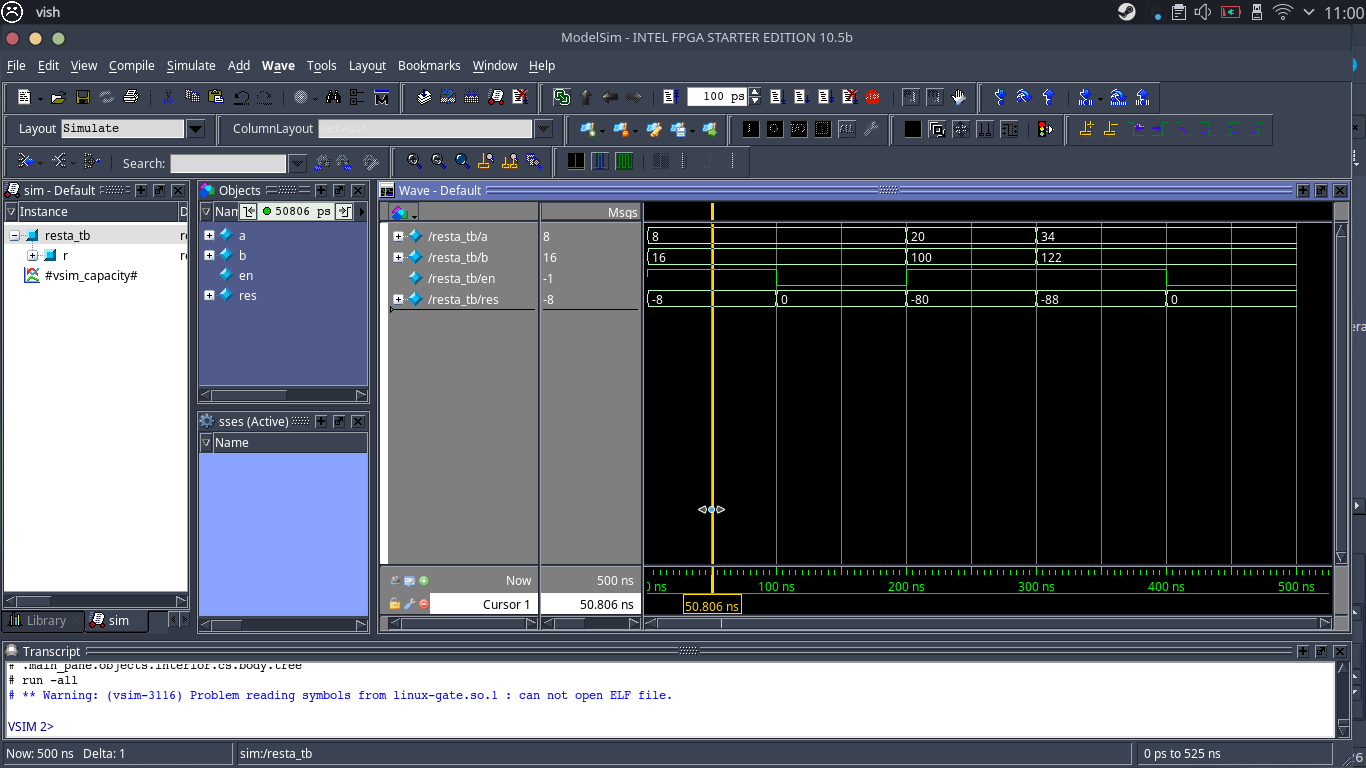 vish
11:00
ModelSim - INTEL FPGA STARTER EDITION 10.5b
File Edit View Compile Simulate Add Wave Tools Layout Bookmarks Window Help
100 ps
Layout Simulate ColumnLayout Default
Search:
sim - Default
Instance
resta_tb
r
#vsim_capacity#
Library sim
Objects
50806 ps
a
b
en
res
sses (Active)
Name
Wave - Default
Msgs
/resta_tb/a 8 8 20 34
/resta_tb/b 16 16 100 122
/resta_tb/en -1
/resta_tb/res -8 -8 0 -80 -88 0
Now 500 ns 100 ns 200 ns 300 ns 400 ns 500 ns
Cursor 1 50.806 ns 50.806 ns
Transcript
# .main_pane.objects.interior.cs.body.tree
# run -all
# ** Warning: (vsim-3116) Problem reading symbols from linux-gate.so.1 : can not open ELF file.
VSIM 2>
Now: 500 ns Delta: 1 sim:/resta_tb 0 ps to 525 ns